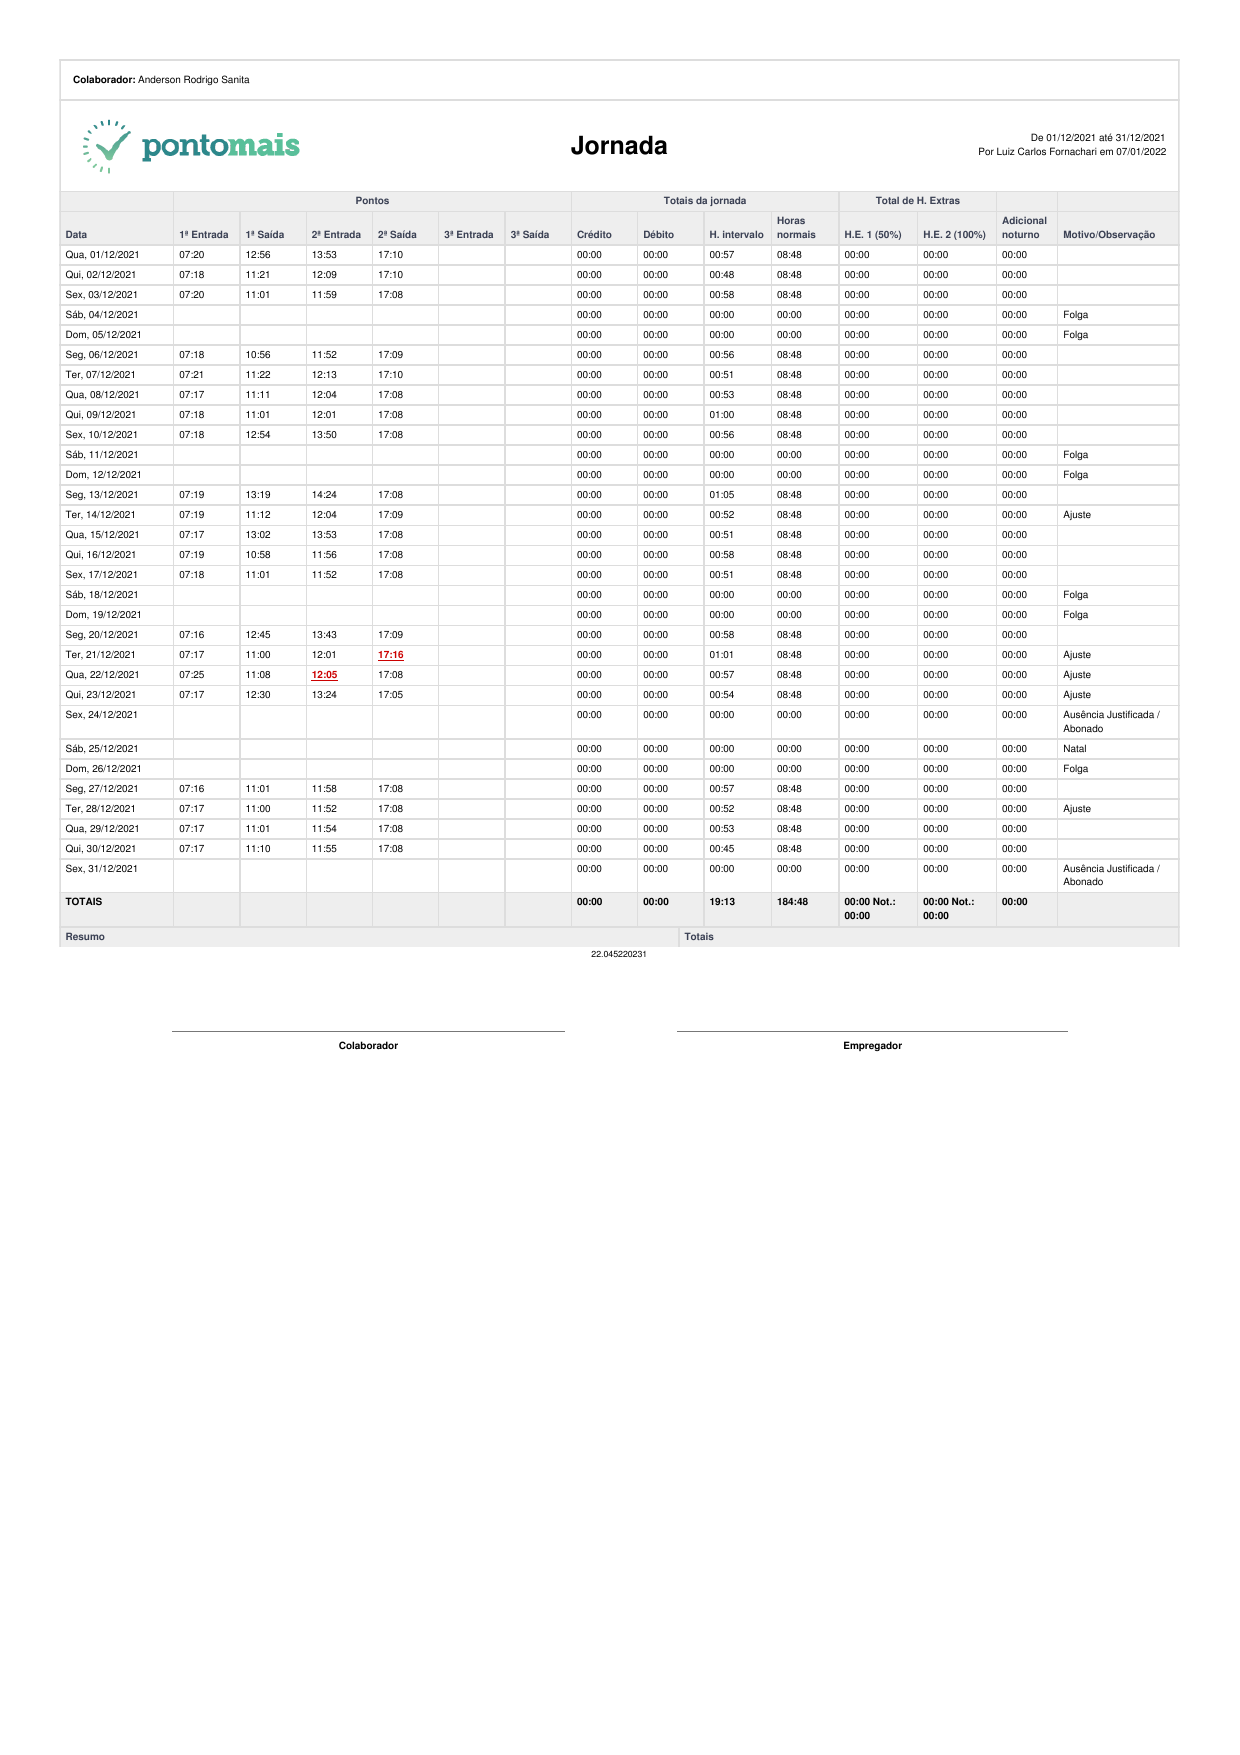 Colaborador: Anderson Rodrigo Sanita
pontomais
Jornada
De 01/12/2021 até 31/12/2021
Por Luiz Carlos Fornachari em 07/01/2022
Pontos Totais da jornada Total de H. Extras
Data 1ª Entrada 1ª Saída 2ª Entrada 2ª Saída 3ª Entrada 3ª Saída Crédito Débito H. intervalo Horas normais H.E. 1 (50%) H.E. 2 (100%) Adicional noturno Motivo/Observação
Qua, 01/12/2021 07:20 12:56 13:53 17:10 00:00 00:00 00:57 08:48 00:00 00:00 00:00
Qui, 02/12/2021 07:18 11:21 12:09 17:10 00:00 00:00 00:48 08:48 00:00 00:00 00:00
Sex, 03/12/2021 07:20 11:01 11:59 17:08 00:00 00:00 00:58 08:48 00:00 00:00 00:00
Sáb, 04/12/2021 00:00 00:00 00:00 00:00 00:00 00:00 00:00 Folga
Dom, 05/12/2021 00:00 00:00 00:00 00:00 00:00 00:00 00:00 Folga
Seg, 06/12/2021 07:18 10:56 11:52 17:09 00:00 00:00 00:56 08:48 00:00 00:00 00:00
Ter, 07/12/2021 07:21 11:22 12:13 17:10 00:00 00:00 00:51 08:48 00:00 00:00 00:00
Qua, 08/12/2021 07:17 11:11 12:04 17:08 00:00 00:00 00:53 08:48 00:00 00:00 00:00
Qui, 09/12/2021 07:18 11:01 12:01 17:08 00:00 00:00 01:00 08:48 00:00 00:00 00:00
Sex, 10/12/2021 07:18 12:54 13:50 17:08 00:00 00:00 00:56 08:48 00:00 00:00 00:00
Sáb, 11/12/2021 00:00 00:00 00:00 00:00 00:00 00:00 00:00 Folga
Dom, 12/12/2021 00:00 00:00 00:00 00:00 00:00 00:00 00:00 Folga
Seg, 13/12/2021 07:19 13:19 14:24 17:08 00:00 00:00 01:05 08:48 00:00 00:00 00:00
Ter, 14/12/2021 07:19 11:12 12:04 17:09 00:00 00:00 00:52 08:48 00:00 00:00 00:00 Ajuste
Qua, 15/12/2021 07:17 13:02 13:53 17:08 00:00 00:00 00:51 08:48 00:00 00:00 00:00
Qui, 16/12/2021 07:19 10:58 11:56 17:08 00:00 00:00 00:58 08:48 00:00 00:00 00:00
Sex, 17/12/2021 07:18 11:01 11:52 17:08 00:00 00:00 00:51 08:48 00:00 00:00 00:00
Sáb, 18/12/2021 00:00 00:00 00:00 00:00 00:00 00:00 00:00 Folga
Dom, 19/12/2021 00:00 00:00 00:00 00:00 00:00 00:00 00:00 Folga
Seg, 20/12/2021 07:16 12:45 13:43 17:09 00:00 00:00 00:58 08:48 00:00 00:00 00:00
Ter, 21/12/2021 07:17 11:00 12:01 17:16 00:00 00:00 01:01 08:48 00:00 00:00 00:00 Ajuste
Qua, 22/12/2021 07:25 11:08 12:05 17:08 00:00 00:00 00:57 08:48 00:00 00:00 00:00 Ajuste
Qui, 23/12/2021 07:17 12:30 13:24 17:05 00:00 00:00 00:54 08:48 00:00 00:00 00:00 Ajuste
Sex, 24/12/2021 00:00 00:00 00:00 00:00 00:00 00:00 00:00 Ausência Justificada /
Abonado
Sáb, 25/12/2021 00:00 00:00 00:00 00:00 00:00 00:00 00:00 Natal
Dom, 26/12/2021 00:00 00:00 00:00 00:00 00:00 00:00 00:00 Folga
Seg, 27/12/2021 07:16 11:01 11:58 17:08 00:00 00:00 00:57 08:48 00:00 00:00 00:00
Ter, 28/12/2021 07:17 11:00 11:52 17:08 00:00 00:00 00:52 08:48 00:00 00:00 00:00 Ajuste
Qua, 29/12/2021 07:17 11:01 11:54 17:08 00:00 00:00 00:53 08:48 00:00 00:00 00:00
Qui, 30/12/2021 07:17 11:10 11:55 17:08 00:00 00:00 00:45 08:48 00:00 00:00 00:00
Sex, 31/12/2021 00:00 00:00 00:00 00:00 00:00 00:00 00:00 Ausência Justificada /
Abonado
TOTAIS 00:00 00:00 19:13 184:48 00:00 Not.: 00:00 00:00 Not.: 00:00 00:00
Resumo Totais
22.045220231
Colaborador Empregador